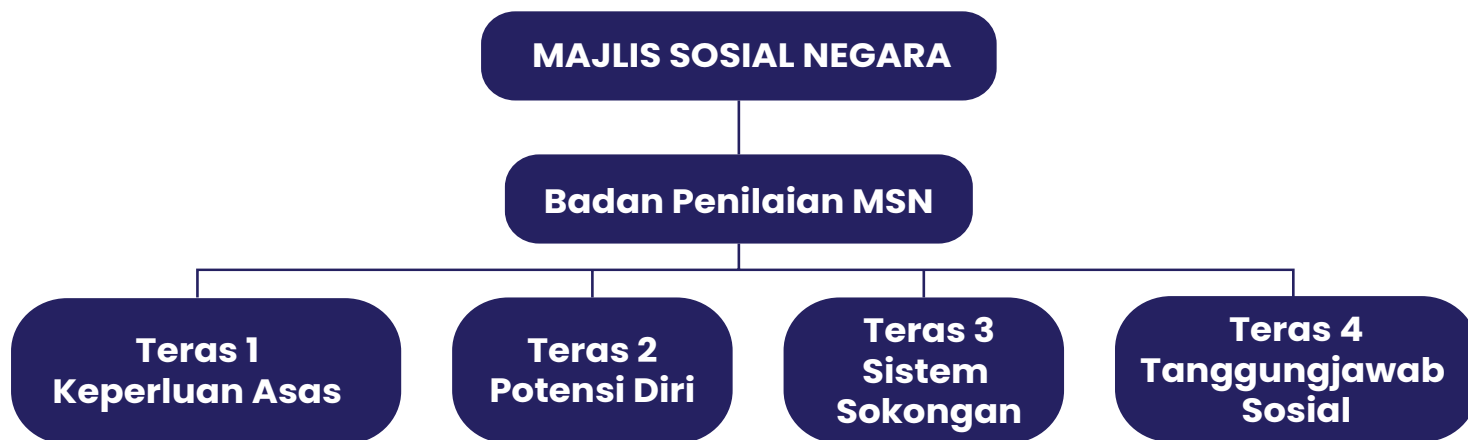 MAJLIS SOSIAL NEGARA
Badan Penilaian MSN
Teras 1
Keperluan Asas
Teras 2
Potensi Diri
Teras 3
Sistem
Sokongan
Teras 4
Tanggungjawab
Sosial